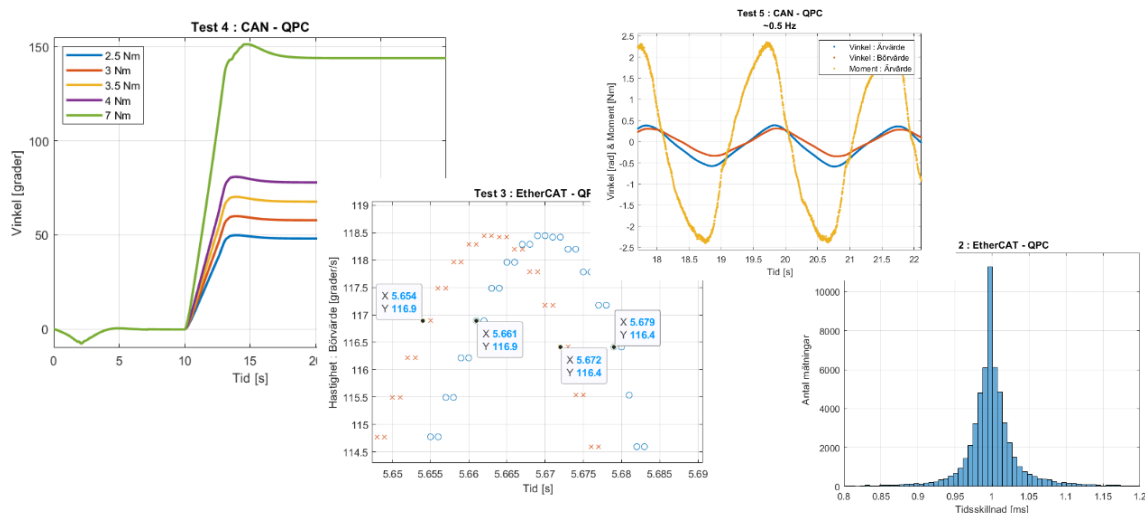 Test 4 : CAN - QPC
150
100
50
0
Vinkel [grader]
2.5 Nm
3 Nm
3.5 Nm
4 Nm
7 Nm
0 5 10 15 20
Tid [s]
Test 3 : EtherCAT - QP
119
118.5
118
117.5
117
116.5
116
115.5
115
114.5
Hastighet : Börvärde [grader/s]
X 5.654
Y 116.9
X 5.661
Y 116.9
X 5.672
Y 116.4
X 5.679
Y 116.4
5.65 5.655 5.66 5.665 5.67 5.675 5.68 5.685 5.69
Tid [s]
Test 5 : CAN - QPC
~0.5 Hz
2.5
2
1.5
1
0.5
0
-0.5
-1
-1.5
-2
-2.5
Vinkel [rad] & Moment [Nm]
Vinkel : Ärvärde
Vinkel : Börvärde
Moment : Ärvärde
18 18.5 19 19.5 20 20.5 21 21.5 22
Tid [s]
2 : EtherCAT - QPC
10000
8000
6000
4000
2000
0
Antal mätningar
0.8 0.85 0.9 0.95 1 1.05 1.1 1.15 1.2
Tidsskillnad [ms]